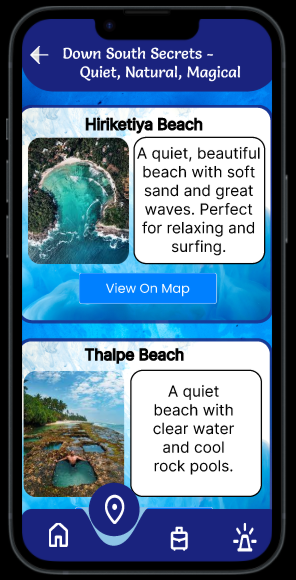 Down South Secrets -
Quiet, Natural, Magical
Hiriketiya Beach
A quiet, beautiful
beach with soft
sand and great
waves. Perfect
for relaxing and
surfing.
View On Map
Thalpe Beach
A quiet
beach with
clear water
and cool
rock pools.